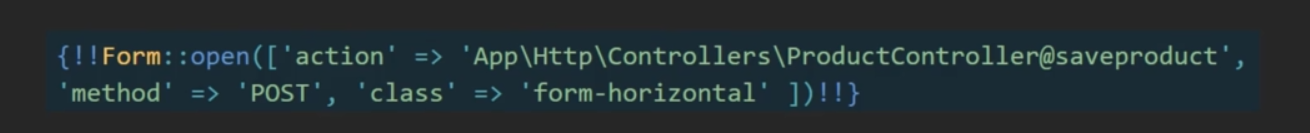 {!!Form::open(['action' => 'App\Http\Controllers\ProductController@saveproduct',
'method' => 'POST', 'class' => 'form-horizontal' ])!!}